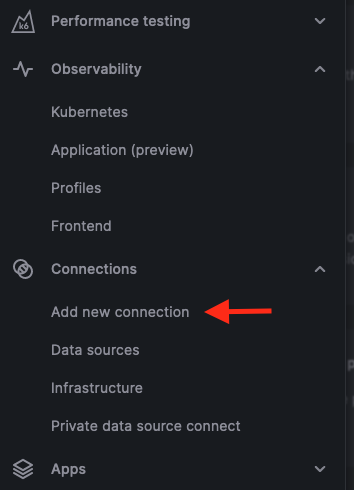 k6
Performance testing
Observability
Kubernetes
Application (preview)
Profiles
Frontend
Connections
Add new connection
Data sources
Infrastructure
Private data source connect
Apps